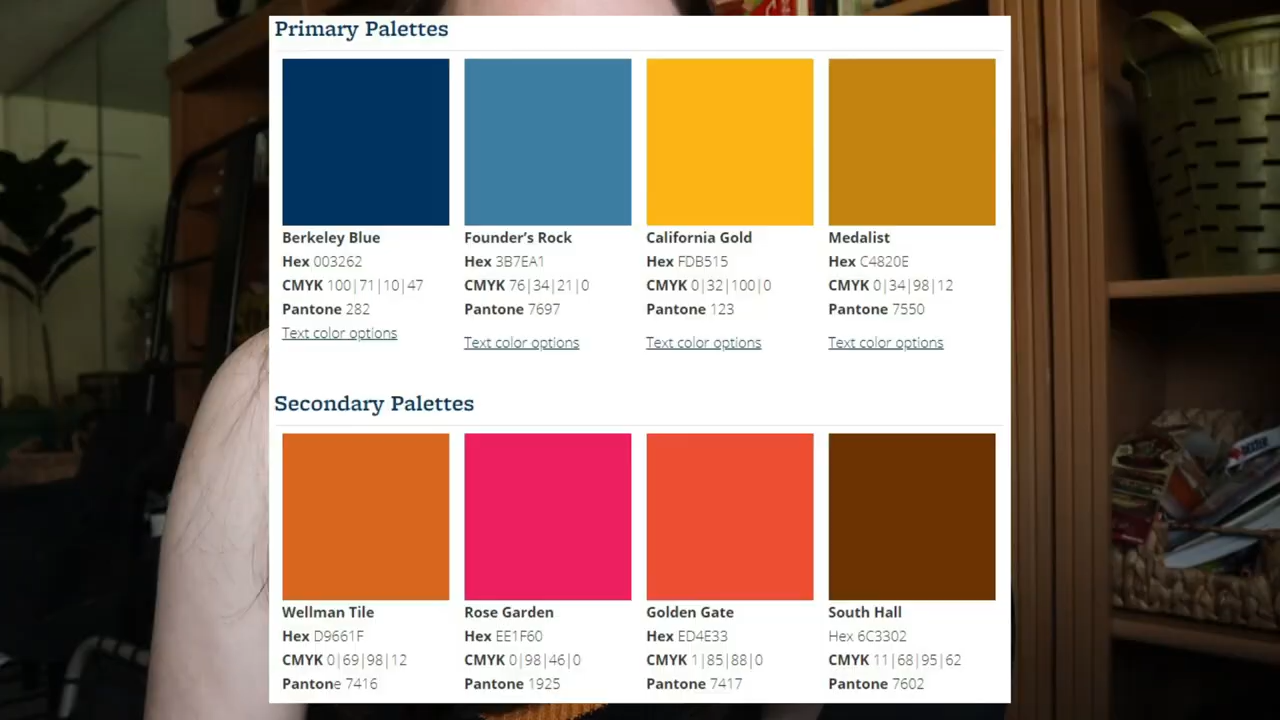 Primary Palettes
Berkeley Blue
Hex 003262
CMYK 100|71|10|47
Pantone 282
Text color options
Founder’s Rock
Hex 3B7EA1
CMYK 76|34|21|0
Pantone 7697
Text color options
California Gold
Hex FDB515
CMYK 0|32|100|0
Pantone 123
Text color options
Medalist
Hex C4820E
CMYK 0|34|98|12
Pantone 7550
Text color options
Secondary Palettes
Wellman Tile
Hex D9661F
CMYK 0|69|98|12
Pantone 7416
Rose Garden
Hex EE1F60
CMYK 0|98|46|0
Pantone 1925
Golden Gate
Hex ED4E33
CMYK 1|85|88|0
Pantone 7417
South Hall
Hex 6C3302
CMYK 11|68|95|62
Pantone 7602